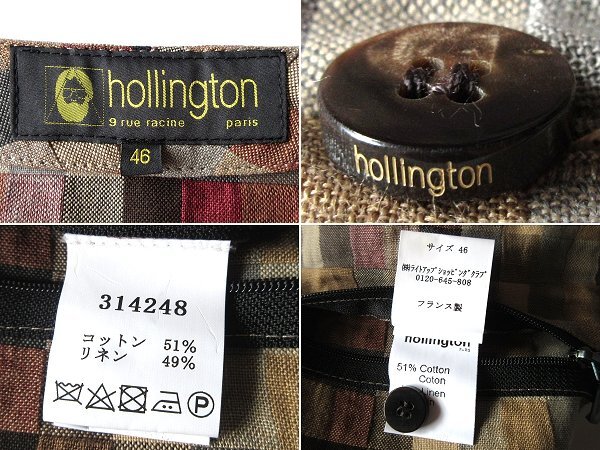 hollington
9 rue racine paris
46
hollington
314248
コットン 51%
リネン 49%
サイズ 46
㈱ライトアップショッピングクラブ
0120-645-808
フランス製
hollington
PARIS
51% Cotton
Coton
Linen